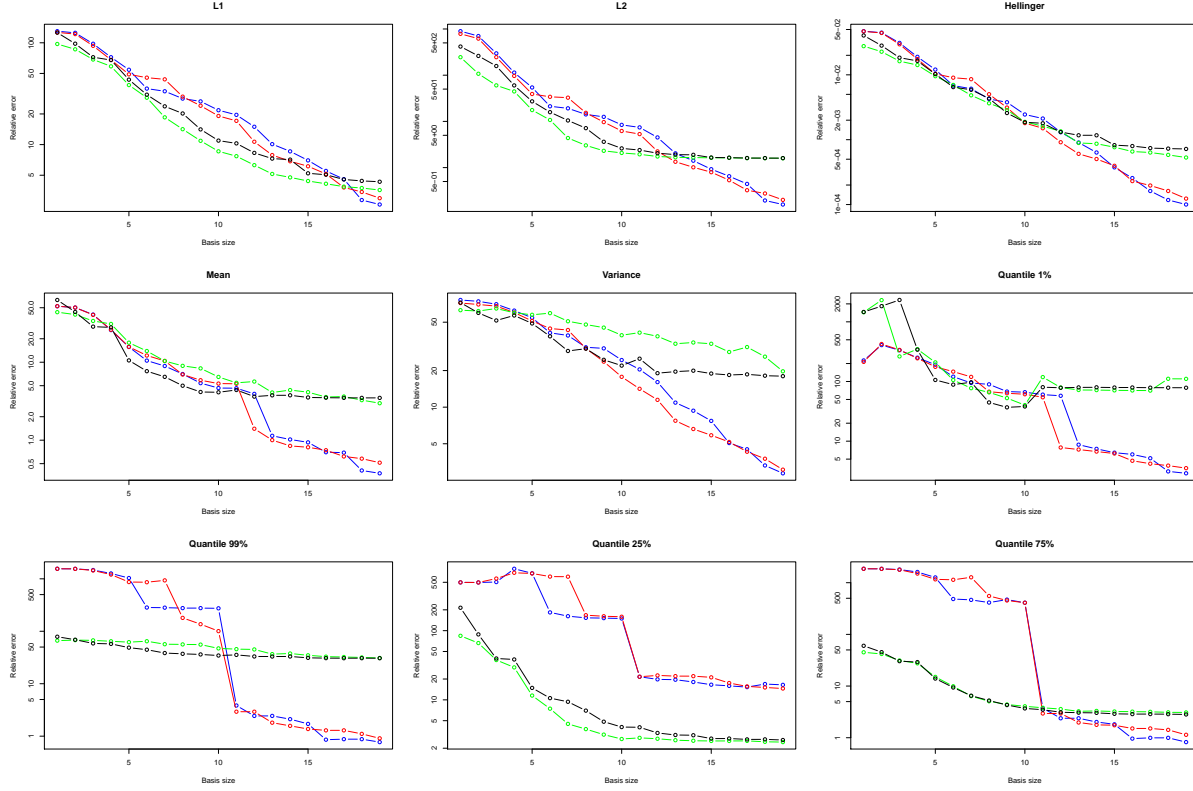 L1
Relative error
100
50
20
10
5
5
10
15
Basis size
L2
Relative error
5e+02
5e+01
5e+00
5e-01
5
10
15
Basis size
Hellinger
Relative error
5e-02
1e-02
2e-03
5e-04
1e-04
5
10
15
Basis size
Mean
Relative error
50.0
20.0
10.0
5.0
2.0
1.0
0.5
5
10
15
Basis size
Variance
Relative error
50
20
10
5
5
10
15
Basis size
Quantile 1%
Relative error
2000
500
100
50
20
10
5
5
10
15
Basis size
Quantile 99%
Relative error
500
50
10
5
1
5
10
15
Basis size
Quantile 25%
Relative error
500
200
100
50
20
10
5
2
5
10
15
Basis size
Quantile 75%
Relative error
500
50
10
5
1
5
10
15
Basis size